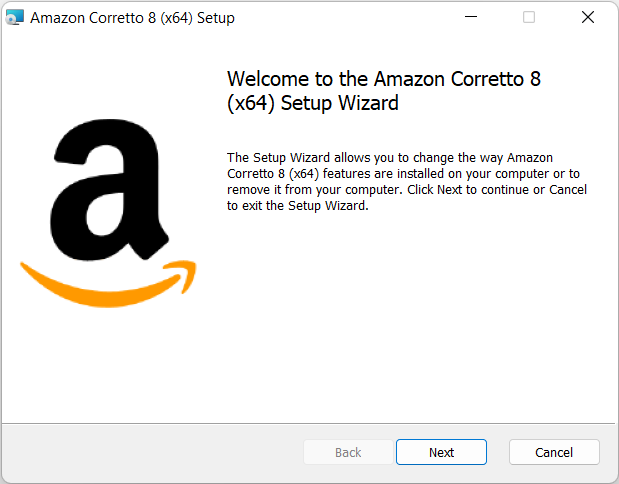 Amazon Corretto 8 (x64) Setup
Welcome to the Amazon Corretto 8
(x64) Setup Wizard
The Setup Wizard allows you to change the way Amazon
Corretto 8 (x64) features are installed on your computer or to
remove it from your computer. Click Next to continue or Cancel
to exit the Setup Wizard.
Back
Next
Cancel